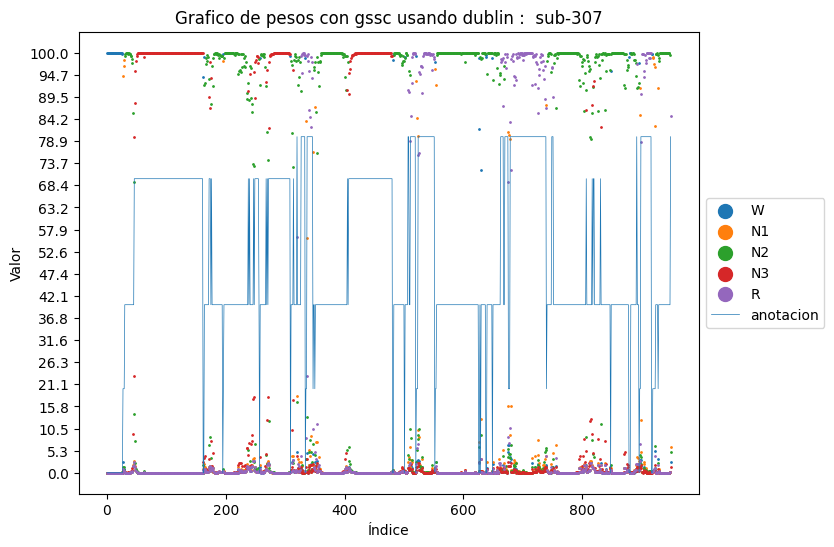 Grafico de pesos con gssc usando dublin :  sub-307
100.0
94.7
89.5
84.2
78.9
73.7
68.4
63.2
57.9
52.6
47.4
42.1
36.8
31.6
26.3
21.1
15.8
10.5
5.3
0.0
Valor
0 200 400 600 800
Índice
W
N1
N2
N3
R
anotacion